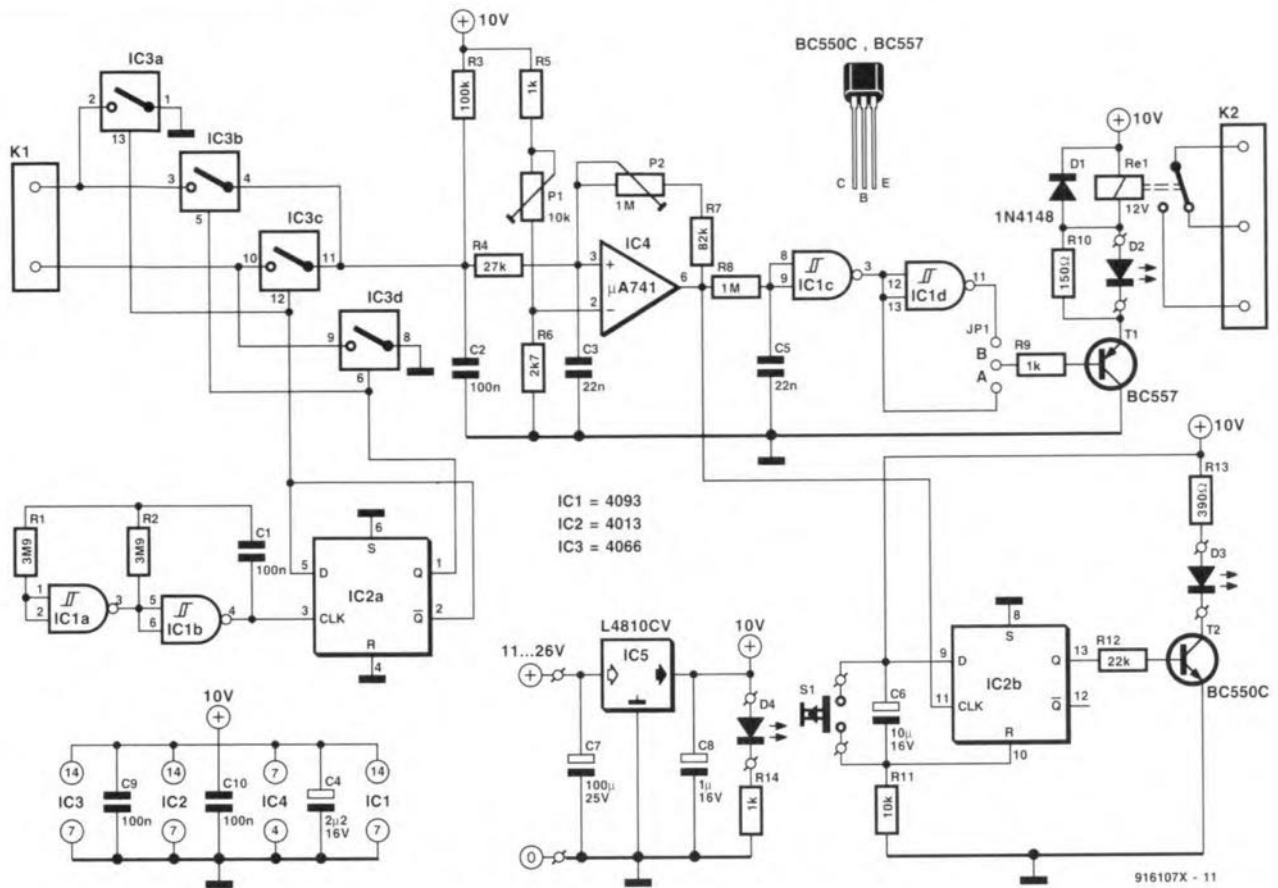 10V
BC550C , BC557
IC3a
R3
R5
100k
1k
2
1
13
IC3b
K1
3
4
5
P1
10k
P2
1M
R7
82k
C
B
E
10V
K2
D1
Re1
1N4148
12V
IC3c
10
11
12
R4
27k
IC4
3
+
µA741
6
2
−
R8
1M
8
9
IC1c
3
12
13
IC1d
11
R10
150Ω
D2
IC3d
9
8
6
R6
2k7
C2
100n
C3
22n
C5
22n
JP1
B
A
R9
1k
T1
BC557
10V
R13
390Ω
IC1 = 4093
IC2 = 4013
IC3 = 4066
R1
3M9
R2
3M9
C1
100n
6
S
5
D
Q
1
IC2a
3
CLK
Q
2
R
4
1
2
IC1a
3
5
6
IC1b
4
D3
L4810CV
11...26V
IC5
10V
8
S
9
D
Q
13
R12
22k
T2
BC550C
IC2b
11
CLK
Q
12
R
10
S1
C6
10µ
16V
D4
C7
100µ
25V
C8
1µ
16V
R14
1k
R11
10k
0
10V
14
14
7
14
IC3
C9
100n
IC2
C10
100n
IC4
C4
2µ2
16V
IC1
7
7
4
7
916107X - 11